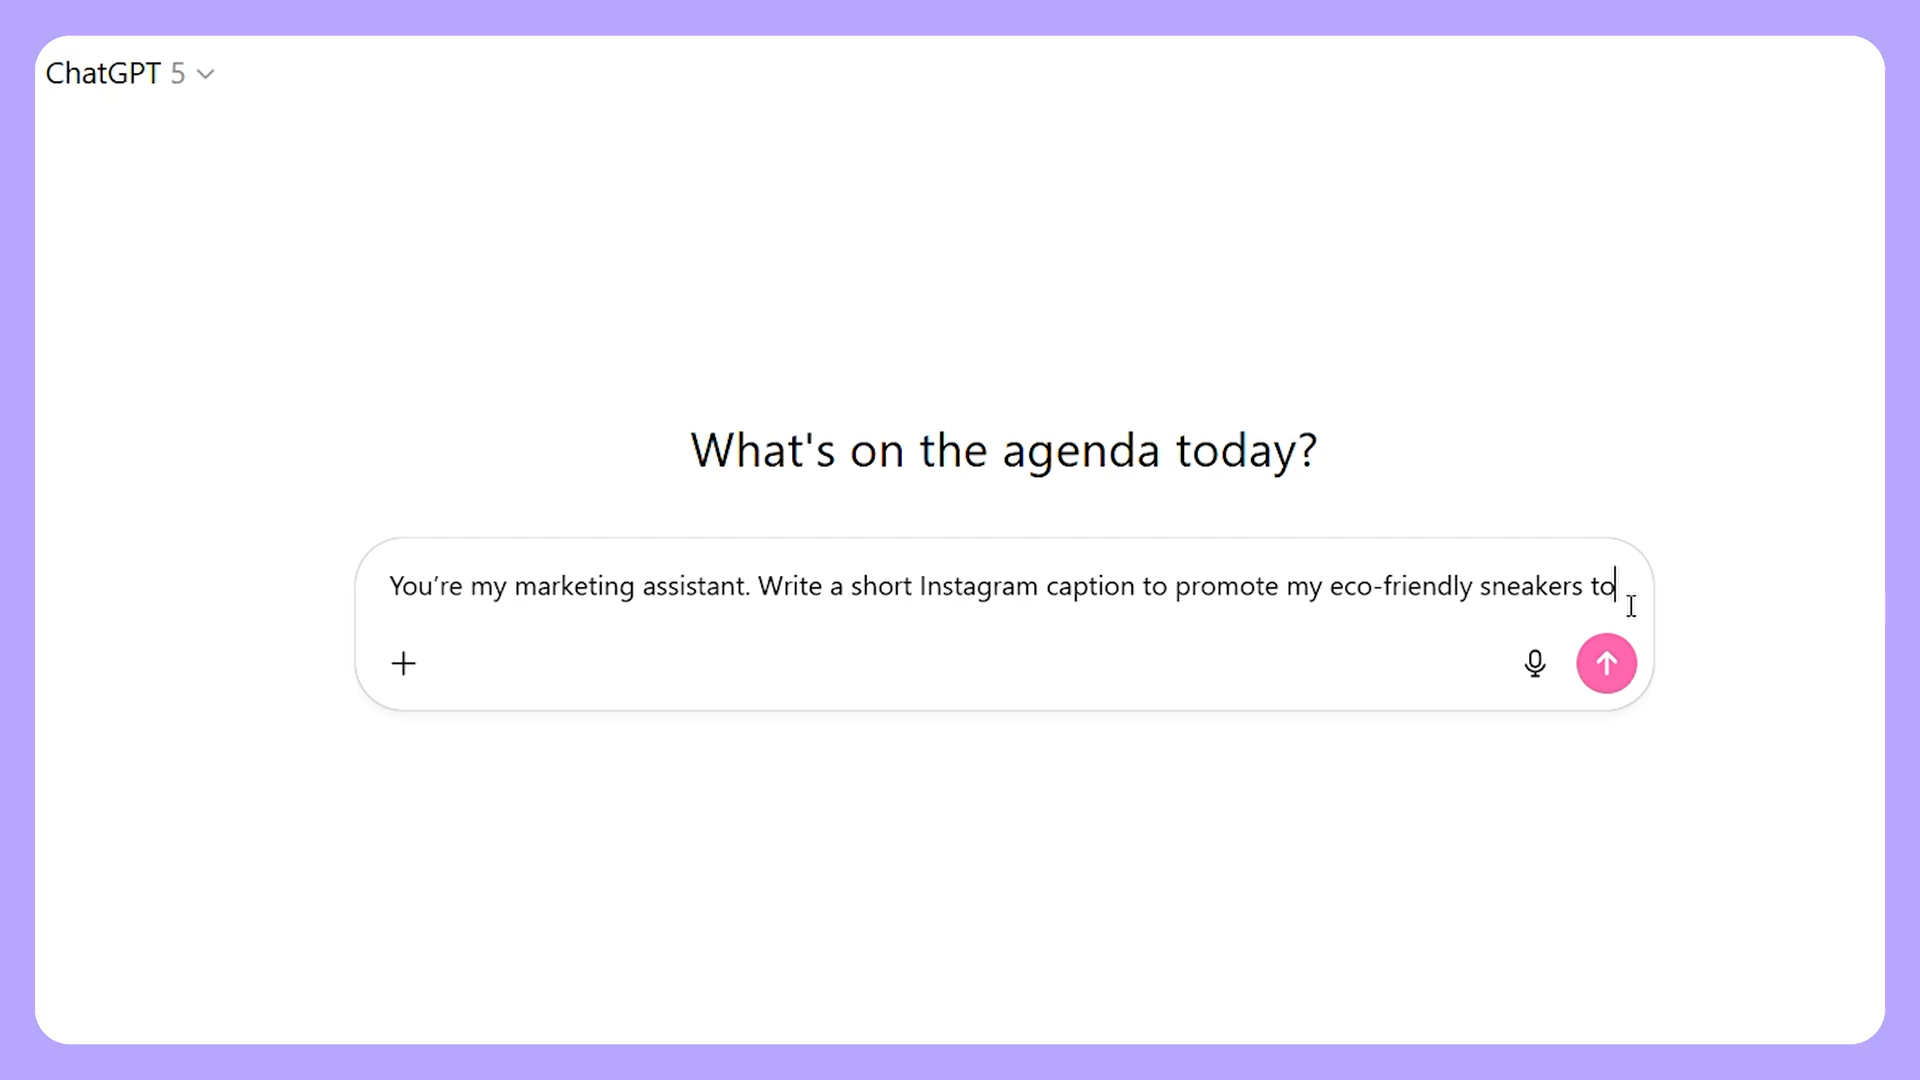 ChatGPT 5
What's on the agenda today?
You’re my marketing assistant. Write a short Instagram caption to promote my eco-friendly sneakers to